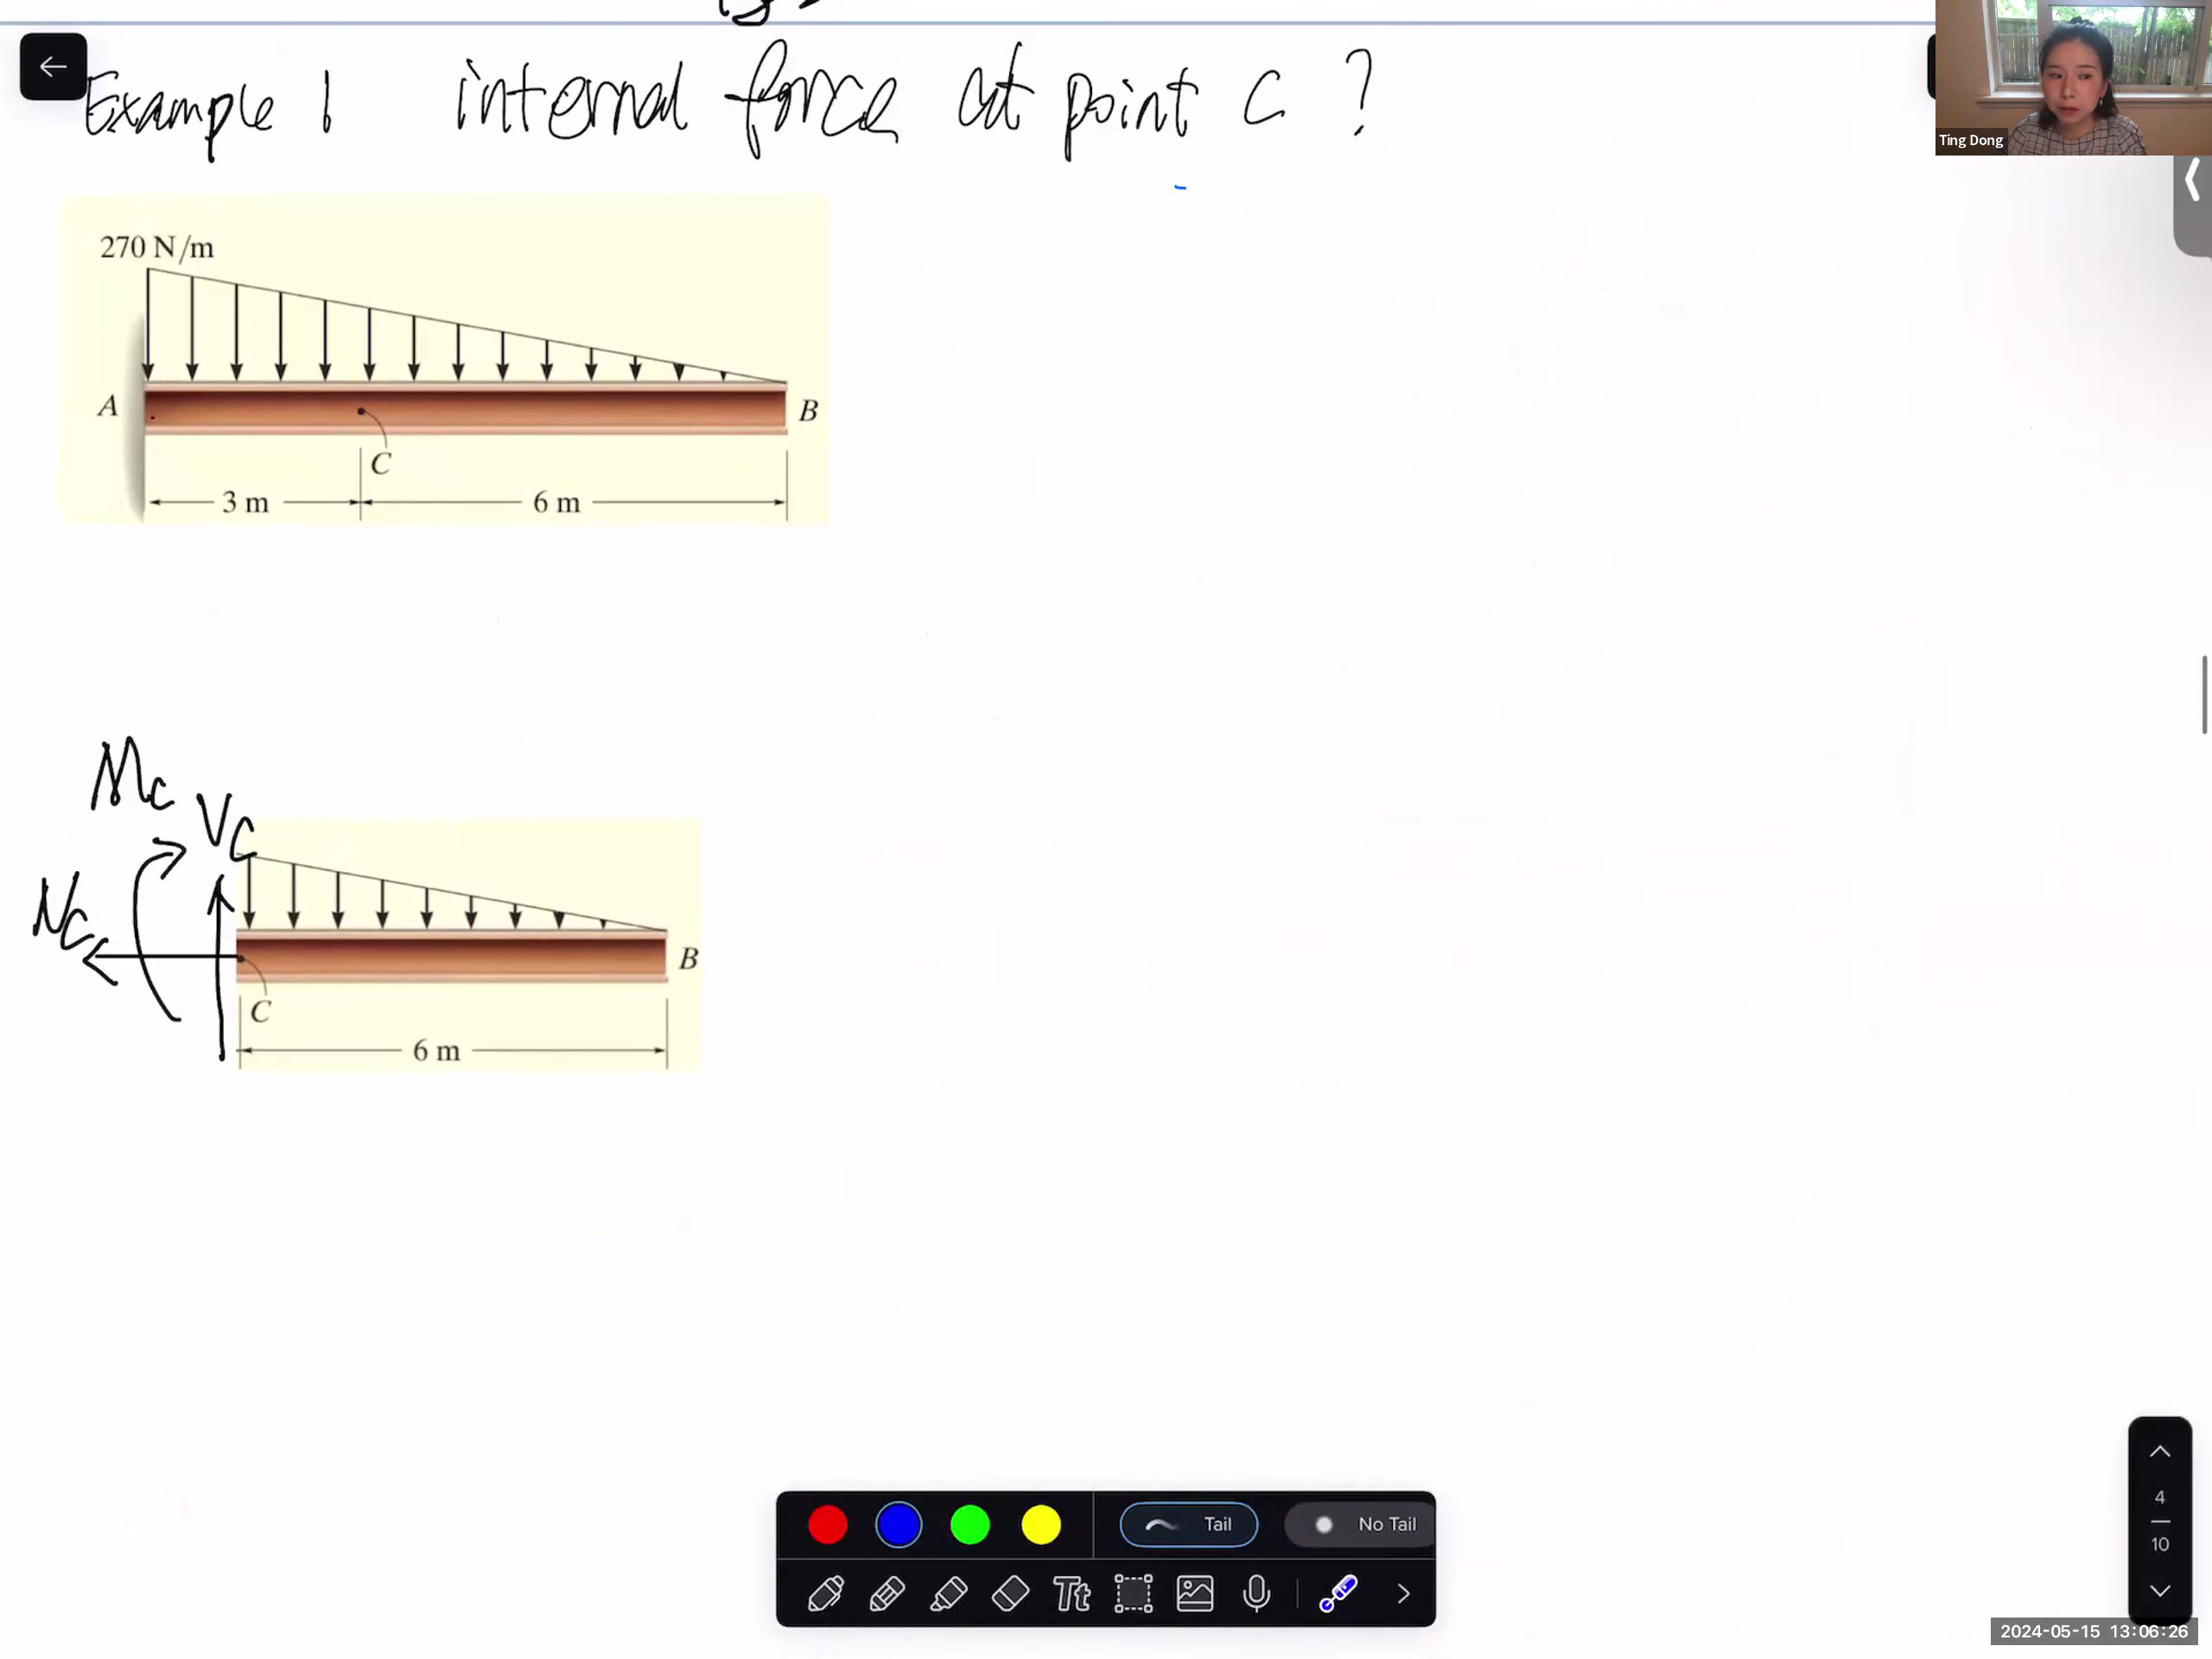 Example 1 internal force at point C ?
Ting Dong
270 N/m
A
B
C
3 m
6 m
Mc
Vc
Nc
B
C
6 m
Tail
No Tail
Tt
4
10
2024-05-15 13:06:26